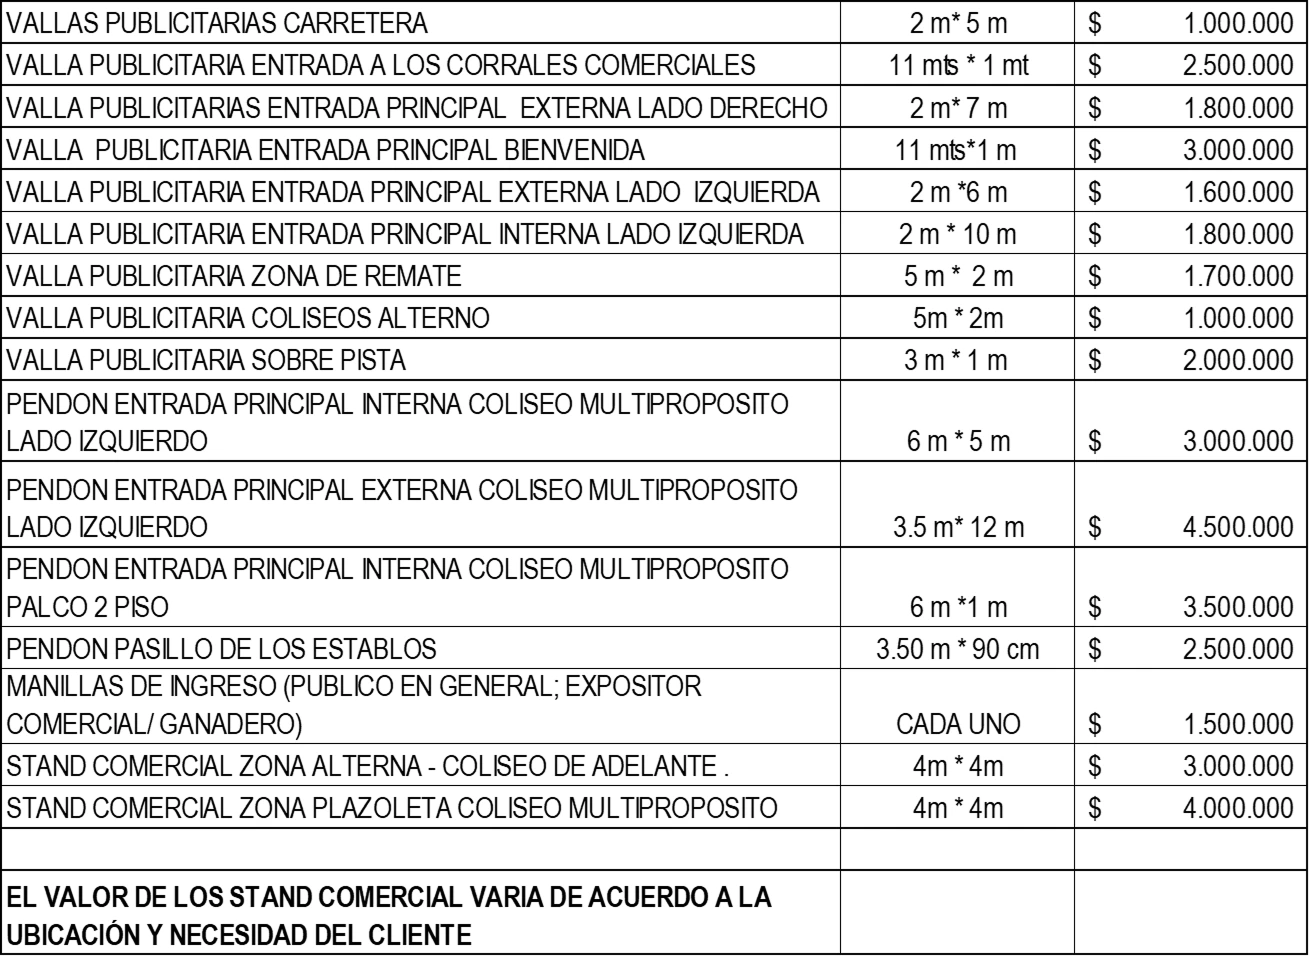 VALLAS PUBLICITARIAS CARRETERA 2 m* 5 m $ 1.000.000
VALLA PUBLICITARIA ENTRADA A LOS CORRALES COMERCIALES 11 mts * 1 mt $ 2.500.000
VALLA PUBLICITARIAS ENTRADA PRINCIPAL EXTERNA LADO DERECHO 2 m* 7 m $ 1.800.000
VALLA PUBLICITARIA ENTRADA PRINCIPAL BIENVENIDA 11 mts*1 m $ 3.000.000
VALLA PUBLICITARIA ENTRADA PRINCIPAL EXTERNA LADO IZQUIERDA 2 m *6 m $ 1.600.000
VALLA PUBLICITARIA ENTRADA PRINCIPAL INTERNA LADO IZQUIERDA 2 m * 10 m $ 1.800.000
VALLA PUBLICITARIA ZONA DE REMATE 5 m * 2 m $ 1.700.000
VALLA PUBLICITARIA COLISEOS ALTERNO 5m * 2m $ 1.000.000
VALLA PUBLICITARIA SOBRE PISTA 3 m * 1 m $ 2.000.000
PENDON ENTRADA PRINCIPAL INTERNA COLISEO MULTIPROPOSITO
LADO IZQUIERDO 6 m * 5 m $ 3.000.000
PENDON ENTRADA PRINCIPAL EXTERNA COLISEO MULTIPROPOSITO
LADO IZQUIERDO 3.5 m* 12 m $ 4.500.000
PENDON ENTRADA PRINCIPAL INTERNA COLISEO MULTIPROPOSITO
PALCO 2 PISO 6 m *1 m $ 3.500.000
PENDON PASILLO DE LOS ESTABLOS 3.50 m * 90 cm $ 2.500.000
MANILLAS DE INGRESO (PUBLICO EN GENERAL; EXPOSITOR
COMERCIAL/ GANADERO) CADA UNO $ 1.500.000
STAND COMERCIAL ZONA ALTERNA - COLISEO DE ADELANTE . 4m * 4m $ 3.000.000
STAND COMERCIAL ZONA PLAZOLETA COLISEO MULTIPROPOSITO 4m * 4m $ 4.000.000
EL VALOR DE LOS STAND COMERCIAL VARIA DE ACUERDO A LA
UBICACIÓN Y NECESIDAD DEL CLIENTE